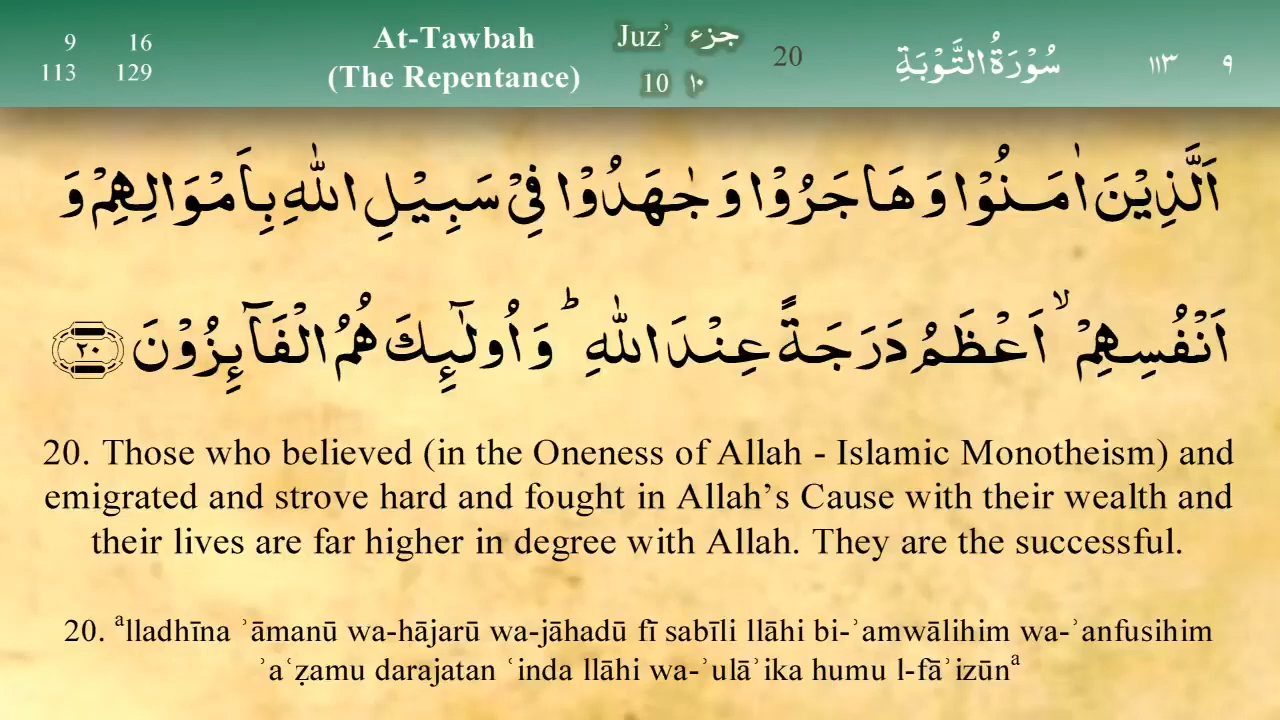 9 16
113 129
At-Tawbah
(The Repentance)
Juzʾ جزء
10 ١٠
20
سُوْرَةُ التَّوْبَةِ
١١٣ ٩
اَلَّذِيْنَ اٰمَنُوْا وَهَاجَرُوْا وَجٰهَدُوْا فِيْ سَبِيْلِ اللّٰهِ بِاَمْوَالِهِمْ وَ
اَنْفُسِهِمْ ۙ اَعْظَمُ دَرَجَةً عِنْدَ اللّٰهِ ؕ وَاُولٰٓئِكَ هُمُ الْفَآئِزُوْنَ ٢٠
20. Those who believed (in the Oneness of Allah - Islamic Monotheism) and
emigrated and strove hard and fought in Allah’s Cause with their wealth and
their lives are far higher in degree with Allah. They are the successful.
20. ᵃlladhīna ʾāmanū wa-hājarū wa-jāhadū fī sabīli llāhi bi-ʾamwālihim wa-ʾanfusihim
ʾaʿẓamu darajatan ʿinda llāhi wa-ʾulāʾika humu l-fāʾizūnᵃ